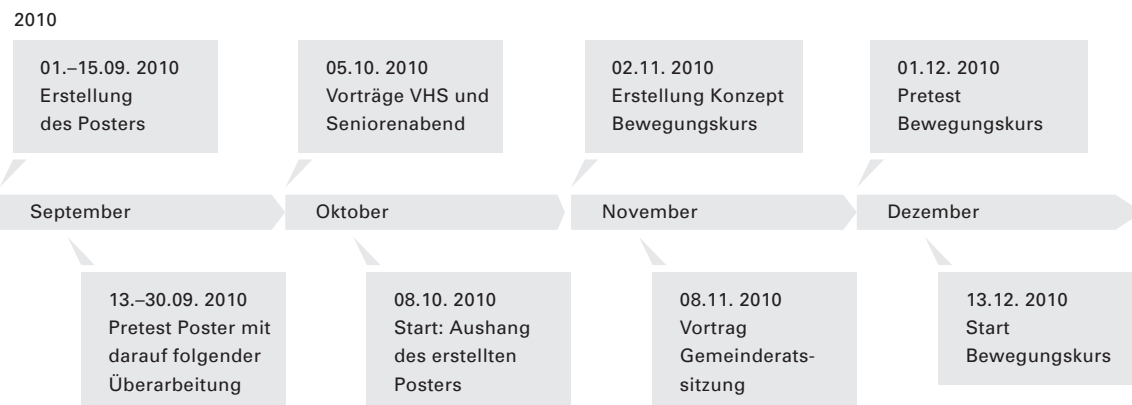 2010
01.–15.09. 2010
Erstellung
des Posters
05.10. 2010
Vorträge VHS und
Seniorenabend
02.11. 2010
Erstellung Konzept
Bewegungskurs
01.12. 2010
Pretest
Bewegungskurs
September
Oktober
November
Dezember
13.–30.09. 2010
Pretest Poster mit
darauf folgender
Überarbeitung
08.10. 2010
Start: Aushang
des erstellten
Posters
08.11. 2010
Vortrag
Gemeinderats-
sitzung
13.12. 2010
Start
Bewegungskurs